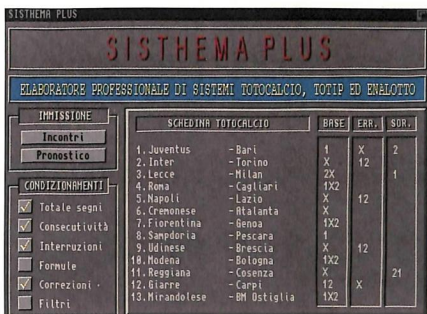 SISTHEMA PLUS
SISTHEMA PLUS
ELABORATORE PROFESSIONALE DI SISTEMI TOTOCALCIO, TOTIP ED ENALOTTO
IMMISSIONE
Incontri
Pronostico
CONDIZIONAMENTI
Totale segni
Consecutività
Interruzioni
Formule
Correzioni
Filtri
SCHEDINA TOTOCALCIO BASE ERR. SOR.
1. Juventus - Bari 1 X 2
2. Inter - Torino X 12
3. Lecce - Milan 2X 1
4. Roma - Cagliari 1X2
5. Napoli - Lazio X 12
6. Cremonese - Atalanta X
7. Fiorentina - Genoa 1X2
8. Sampdoria - Pescara 1
9. Udinese - Brescia X 12
10. Modena - Bologna 1X2
11. Reggiana - Cosenza X 21
12. Giarre - Carpi 12 X
13. Mirandolese - BM Ostiglia 1X2